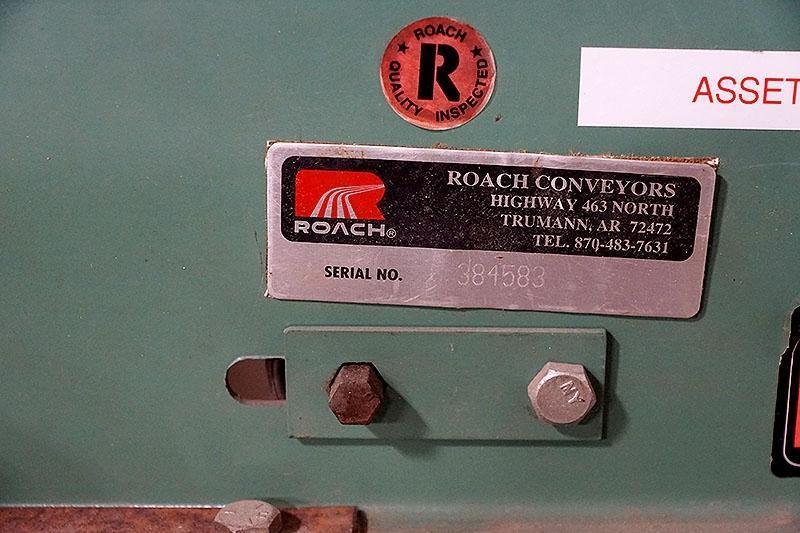 ROACH
R
QUALITY INSPECTED
ASSET
ROACH CONVEYORS
HIGHWAY 463 NORTH
TRUMANN, AR 72472
TEL. 870-483-7631
ROACH®
SERIAL NO. 384583
NY